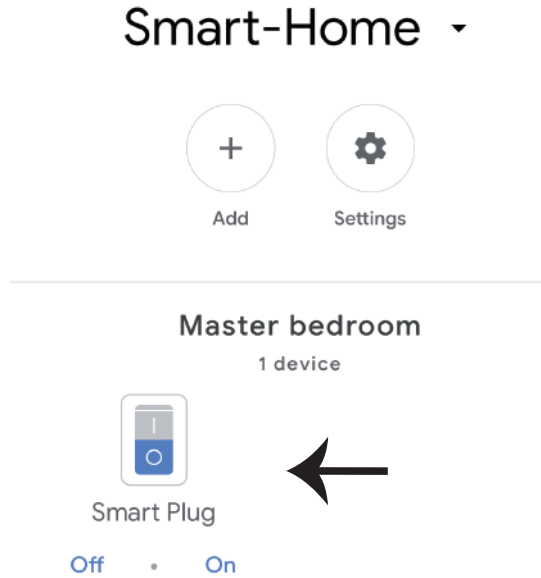 Smart-Home
Add Settings
Master bedroom
1 device
Smart Plug
Off • On